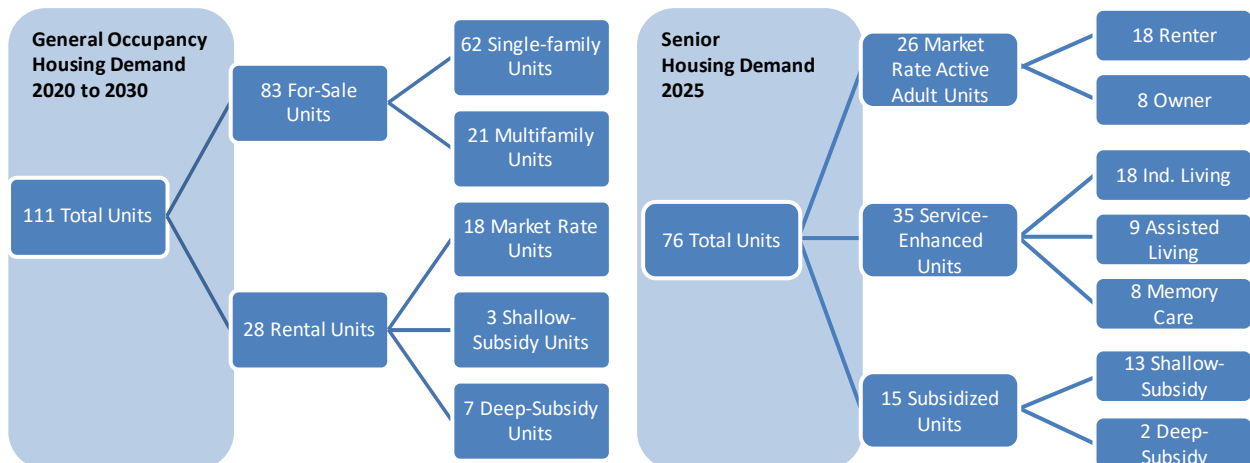 General Occupancy
Housing Demand
2020 to 2030
111 Total Units
83 For-Sale
Units
62 Single-family
Units
21 Multifamily
Units
28 Rental Units
18 Market Rate
Units
3 Shallow-
Subsidy Units
7 Deep-Subsidy
Units
Senior
Housing Demand
2025
76 Total Units
26 Market
Rate Active
Adult Units
18 Renter
8 Owner
35 Service-
Enhanced
Units
18 Ind. Living
9 Assisted
Living
8 Memory
Care
15 Subsidized
Units
13 Shallow-
Subsidy
2 Deep-
Subsidy